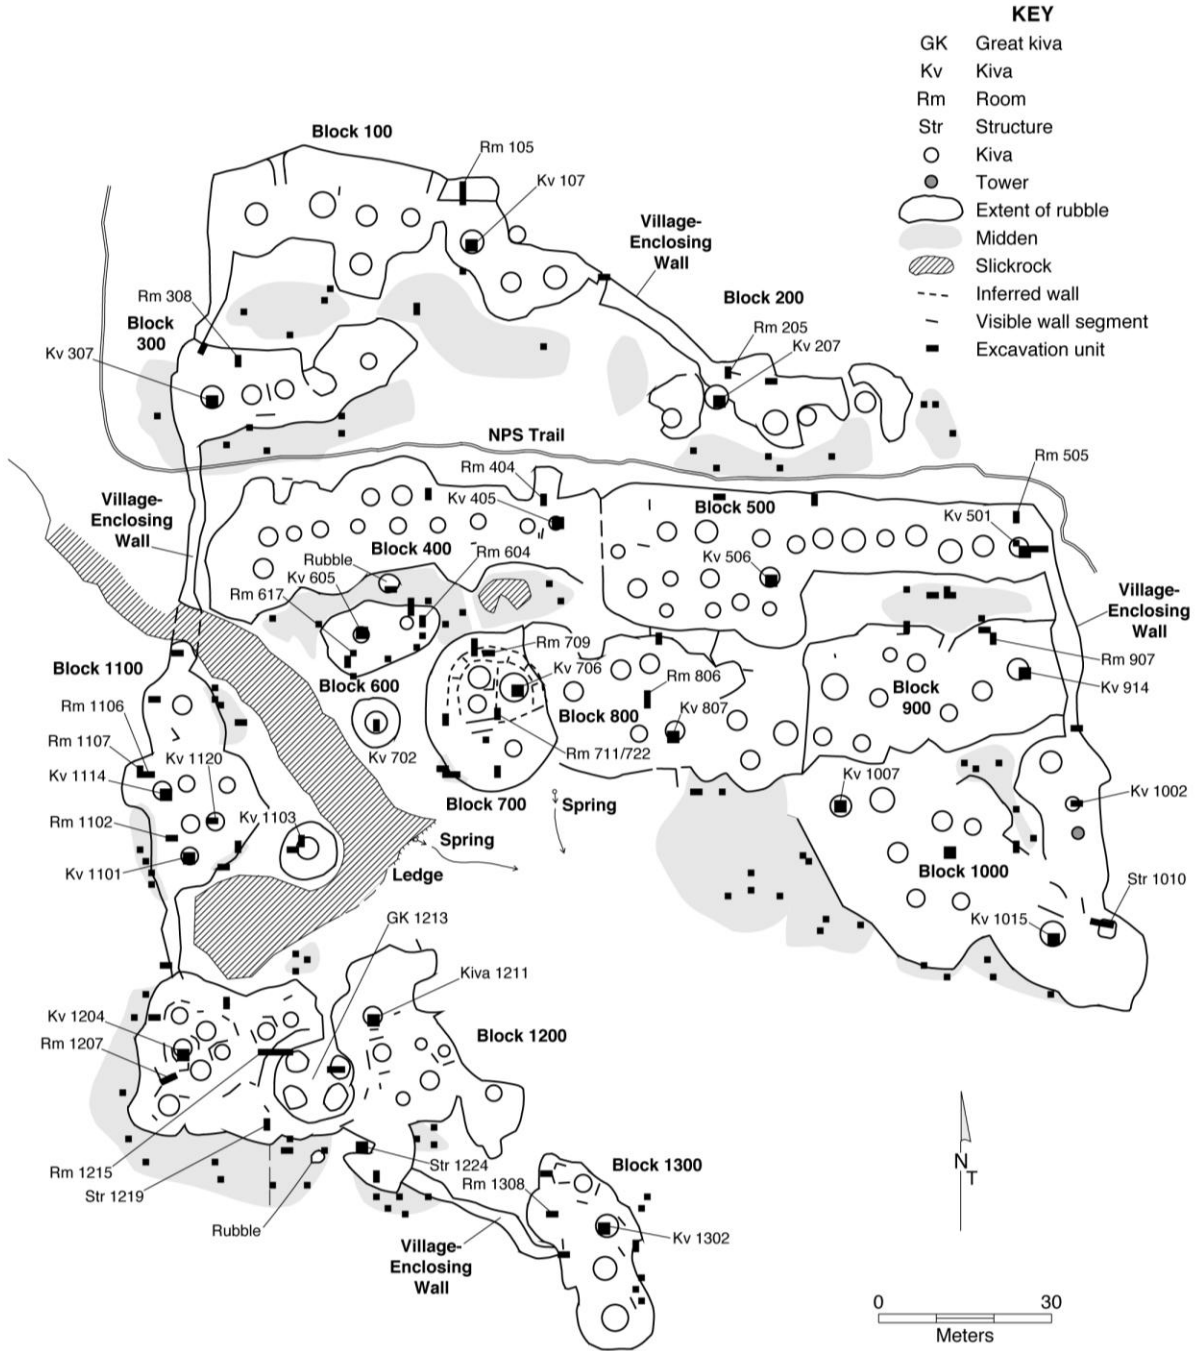 KEY
GK Great kiva
Kv Kiva
Rm Room
Str Structure
Kiva
Tower
Extent of rubble
Midden
Slickrock
Inferred wall
Visible wall segment
Excavation unit
Block 100
Rm 105
Kv 107
Village-
Enclosing
Wall
Block 200
Rm 205
Kv 207
Rm 308
Block
300
Kv 307
NPS Trail
Rm 404
Kv 405
Block 400
Rm 505
Block 500
Kv 501
Kv 506
Village-
Enclosing
Wall
Rubble
Kv 605
Rm 604
Rm 617
Block 600
Village-
Enclosing
Wall
Rm 709
Kv 706
Rm 806
Block 800
Kv 807
Rm 711/722
Kv 702
Block 700
Rm 907
Kv 914
Block
900
Block 1100
Rm 1106
Rm 1107
Kv 1120
Kv 1114
Rm 1102
Kv 1103
Kv 1101
Spring
Spring
Ledge
Kv 1007
Kv 1002
Block 1000
Str 1010
Kv 1015
GK 1213
Kiva 1211
Block 1200
Kv 1204
Rm 1207
Rm 1215
Str 1219
Rubble
Str 1224
Block 1300
Rm 1308
Kv 1302
Village-
Enclosing
Wall
N
T
0 30
Meters